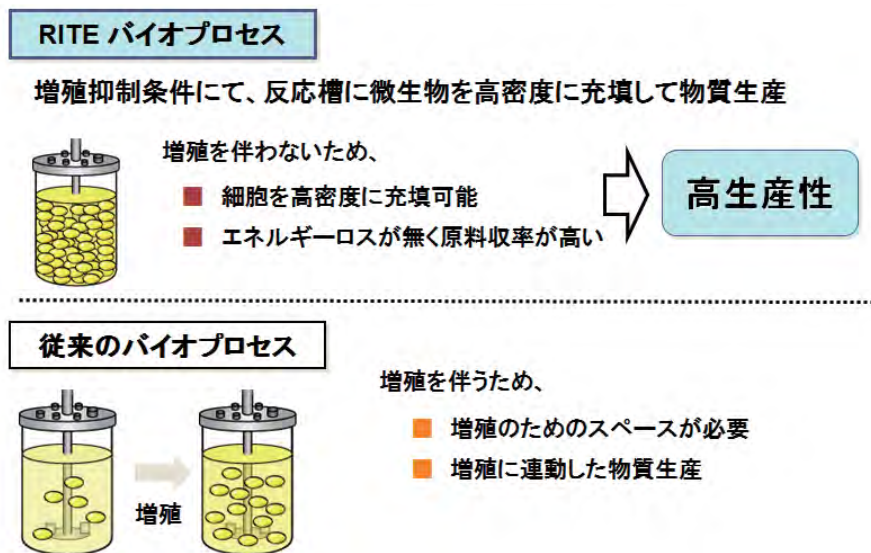 RITE バイオプロセス
増殖抑制条件にて、反応槽に微生物を高密度に充填して物質生産
増殖を伴わないため、
細胞を高密度に充填可能
エネルギーロスが無く原料収率が高い
高生産性
従来のバイオプロセス
増殖
増殖を伴うため、
増殖のためのスペースが必要
増殖に連動した物質生産